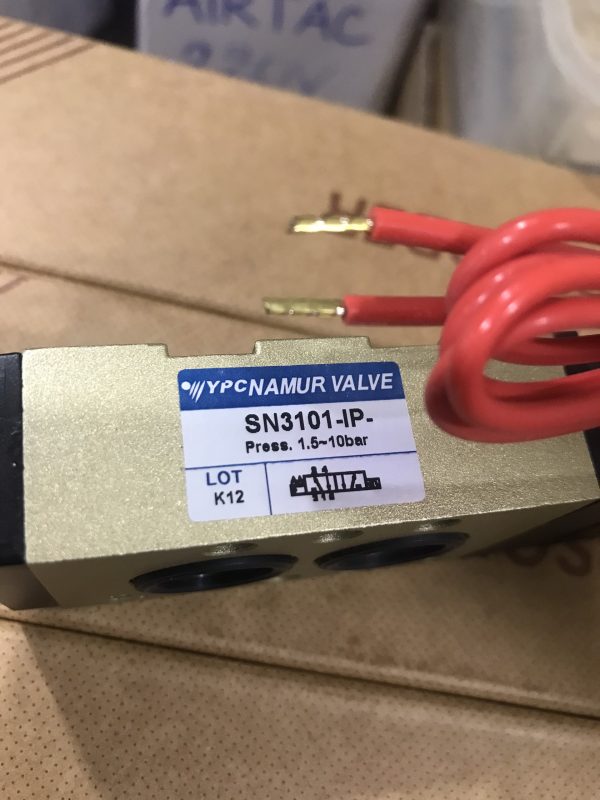 AIRTAC
YPC NAMUR VALVE
SN3101-IP-
Press. 1.5~10bar
LOT
K12